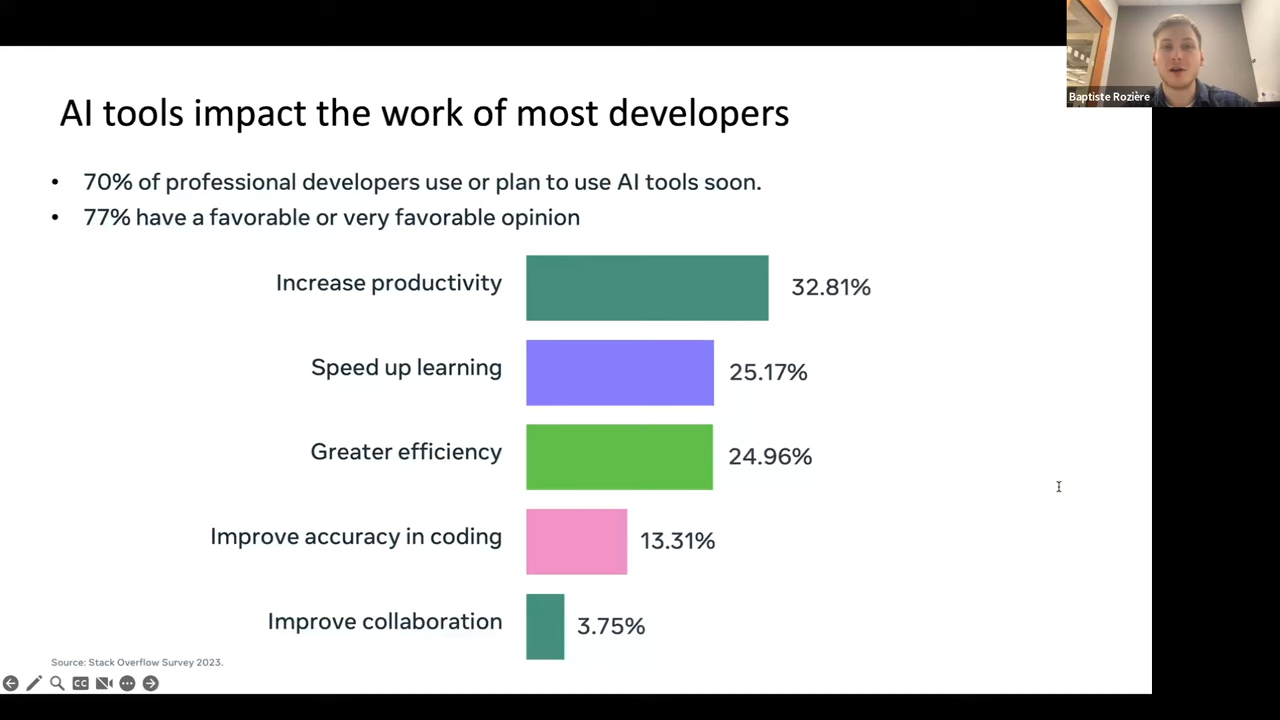 Baptiste Rozière
AI tools impact the work of most developers
• 70% of professional developers use or plan to use AI tools soon.
• 77% have a favorable or very favorable opinion
Increase productivity 32.81%
Speed up learning 25.17%
Greater efficiency 24.96%
Improve accuracy in coding 13.31%
Improve collaboration 3.75%
Source: Stack Overflow Survey 2023.
CC